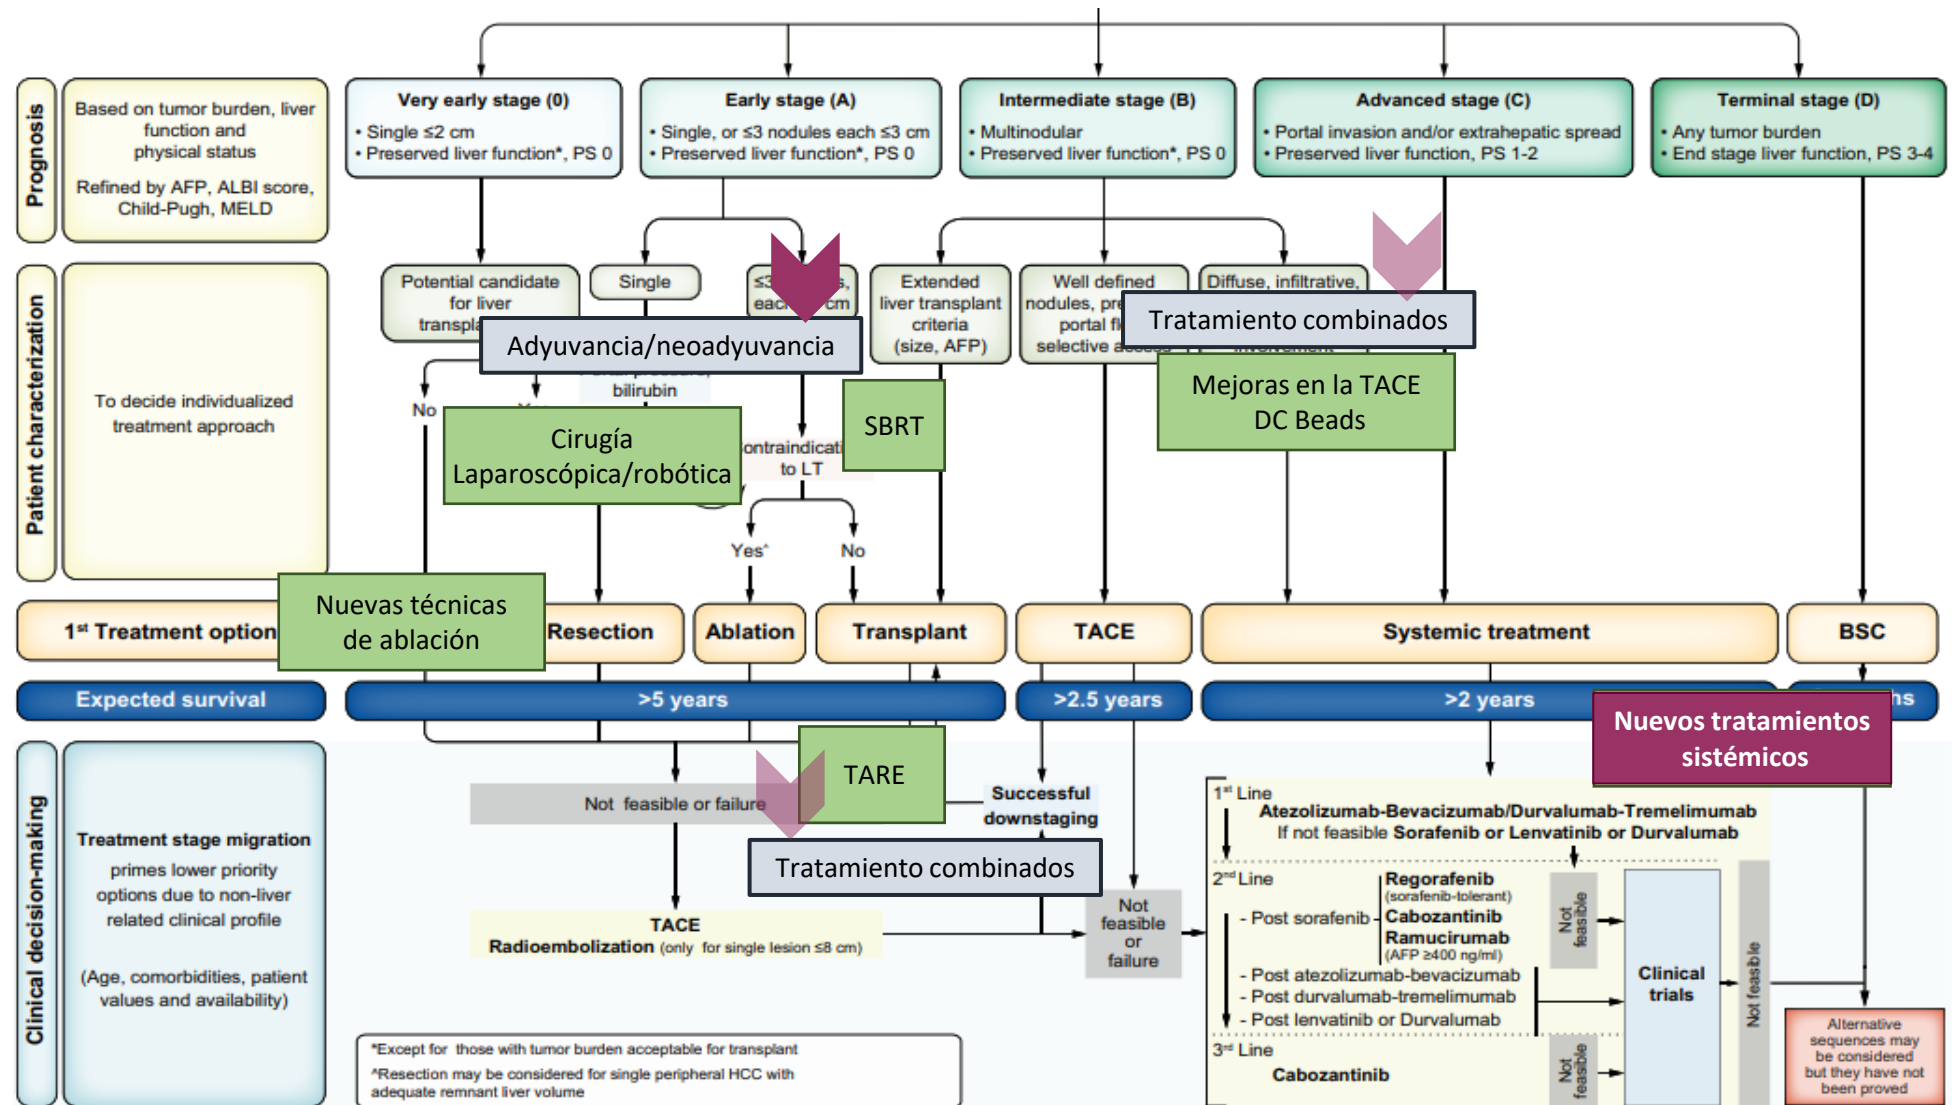 Prognosis
Based on tumor burden, liver
function and
physical status
Refined by AFP, ALBI score,
Child-Pugh, MELD
Very early stage (0)
• Single ≤2 cm
• Preserved liver function*, PS 0
Early stage (A)
• Single, or ≤3 nodules each ≤3 cm
• Preserved liver function*, PS 0
Intermediate stage (B)
• Multinodular
• Preserved liver function*, PS 0
Advanced stage (C)
• Portal invasion and/or extrahepatic spread
• Preserved liver function, PS 1-2
Terminal stage (D)
• Any tumor burden
• End stage liver function, PS 3-4
Patient characterization
To decide individualized
treatment approach
Potential candidate
for liver
Single
Extended
liver transplant
criteria
(size, AFP)
Well defined
nodules,
portal
selective
Diffuse, infiltrative,
Adyuvancia/neoadyuvancia
Tratamiento combinados
bilirubin
No
Cirugía
Laparoscópica/robótica
SBRT
Mejoras en la TACE
DC Beads
to LT
Yes^
No
Nuevas técnicas
de ablación
1st Treatment option
Resection
Ablation
Transplant
TACE
Systemic treatment
BSC
Expected survival
>5 years
>2.5 years
>2 years
Nuevos tratamientos
sistémicos
Clinical decision-making
Treatment stage migration
primes lower priority
options due to non-liver
related clinical profile
(Age, comorbidities, patient
values and availability)
Not feasible or failure
TARE
Successful
downstaging
Tratamiento combinados
TACE
Radioembolization (only for single lesion ≤8 cm)
Not
feasible
or
failure
1st Line
Atezolizumab-Bevacizumab/Durvalumab-Tremelimumab
If not feasible Sorafenib or Lenvatinib or Durvalumab
2nd Line
- Post sorafenib
Regorafenib
(sorafenib-tolerant)
Cabozantinib
Ramucirumab
(AFP ≥400 ng/ml)
Not
feasible
- Post atezolizumab-bevacizumab
- Post durvalumab-tremelimumab
- Post lenvatinib or Durvalumab
Clinical
trials
Not feasible
3rd Line
Cabozantinib
Not
feasible
Alternative
sequences may
be considered
but they have not
been proved
*Except for those with tumor burden acceptable for transplant
^Resection may be considered for single peripheral HCC with
adequate remnant liver volume